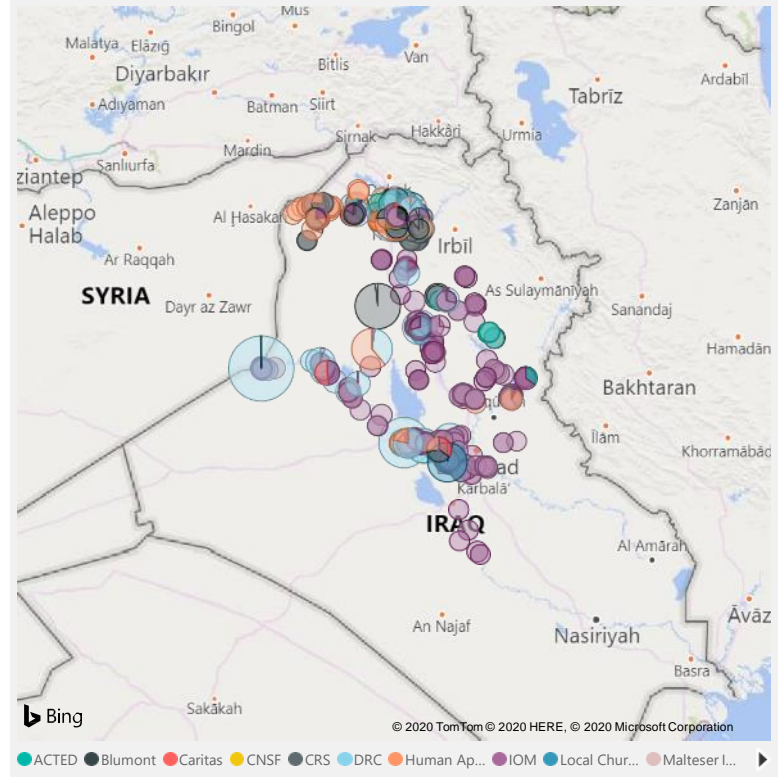 Mus
Bingol
Malatya
Elâzığ
Van
Bitlis
Diyarbakır
Ardabīl
Tabrīz
Adıyaman
Batman
Siirt
Hakkâri
Urmia
Sirnak
Mardin
Sanlıurfa
ziantep
Zanjān
Aleppo
Halab
Al Ḩasakah
Irbīl
Ar Raqqah
As Sulaymānīyah
SYRIA
Dayr az Zawr
Sanandaj
Hamadān
Bakhtaran
Īlām
Khorramābād
ad
Karbalā'
IRAQ
Al Amārah
An Najaf
Nasiriyah
Āvāz
Basra
Sakākah
Bing
© 2020 TomTom © 2020 HERE, © 2020 Microsoft Corporation
ACTED Blumont Caritas CNSF CRS DRC Human Ap... IOM Local Chur... Malteser I...